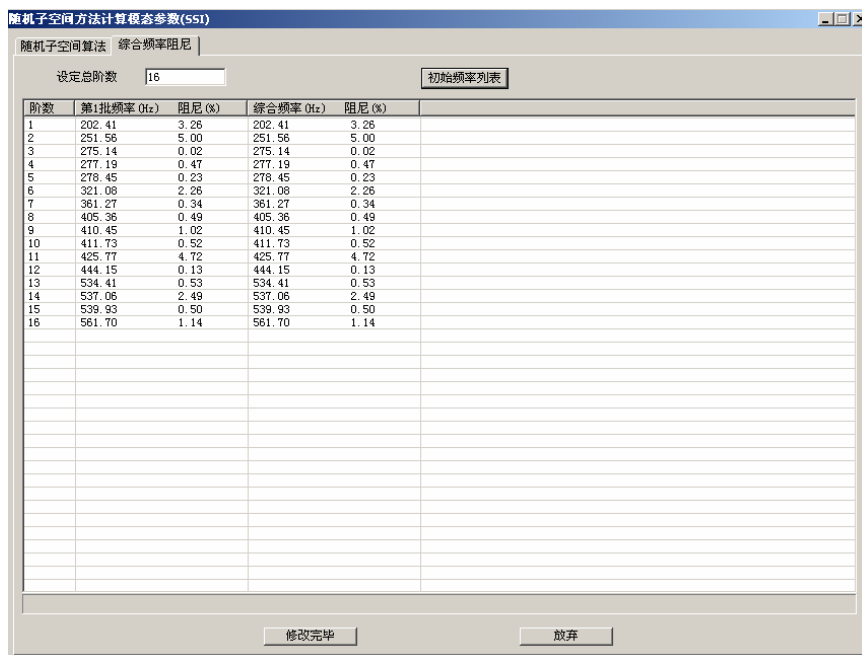 随机子空间方法计算模态参数(SSI)
随机子空间算法 综合频率阻尼
设定总阶数 16 初始频率列表
阶数 第1批频率(Hz) 阻尼(%) 综合频率(Hz) 阻尼(%)
1 202.41 3.26 202.41 3.26
2 251.56 5.00 251.56 5.00
3 275.14 0.02 275.14 0.02
4 277.19 0.47 277.19 0.47
5 278.45 0.23 278.45 0.23
6 321.08 2.26 321.08 2.26
7 361.27 0.34 361.27 0.34
8 405.36 0.49 405.36 0.49
9 410.45 1.02 410.45 1.02
10 411.73 0.52 411.73 0.52
11 425.77 4.72 425.77 4.72
12 444.15 0.13 444.15 0.13
13 534.41 0.53 534.41 0.53
14 537.06 2.49 537.06 2.49
15 539.93 0.50 539.93 0.50
16 561.70 1.14 561.70 1.14
修改完毕 放弃